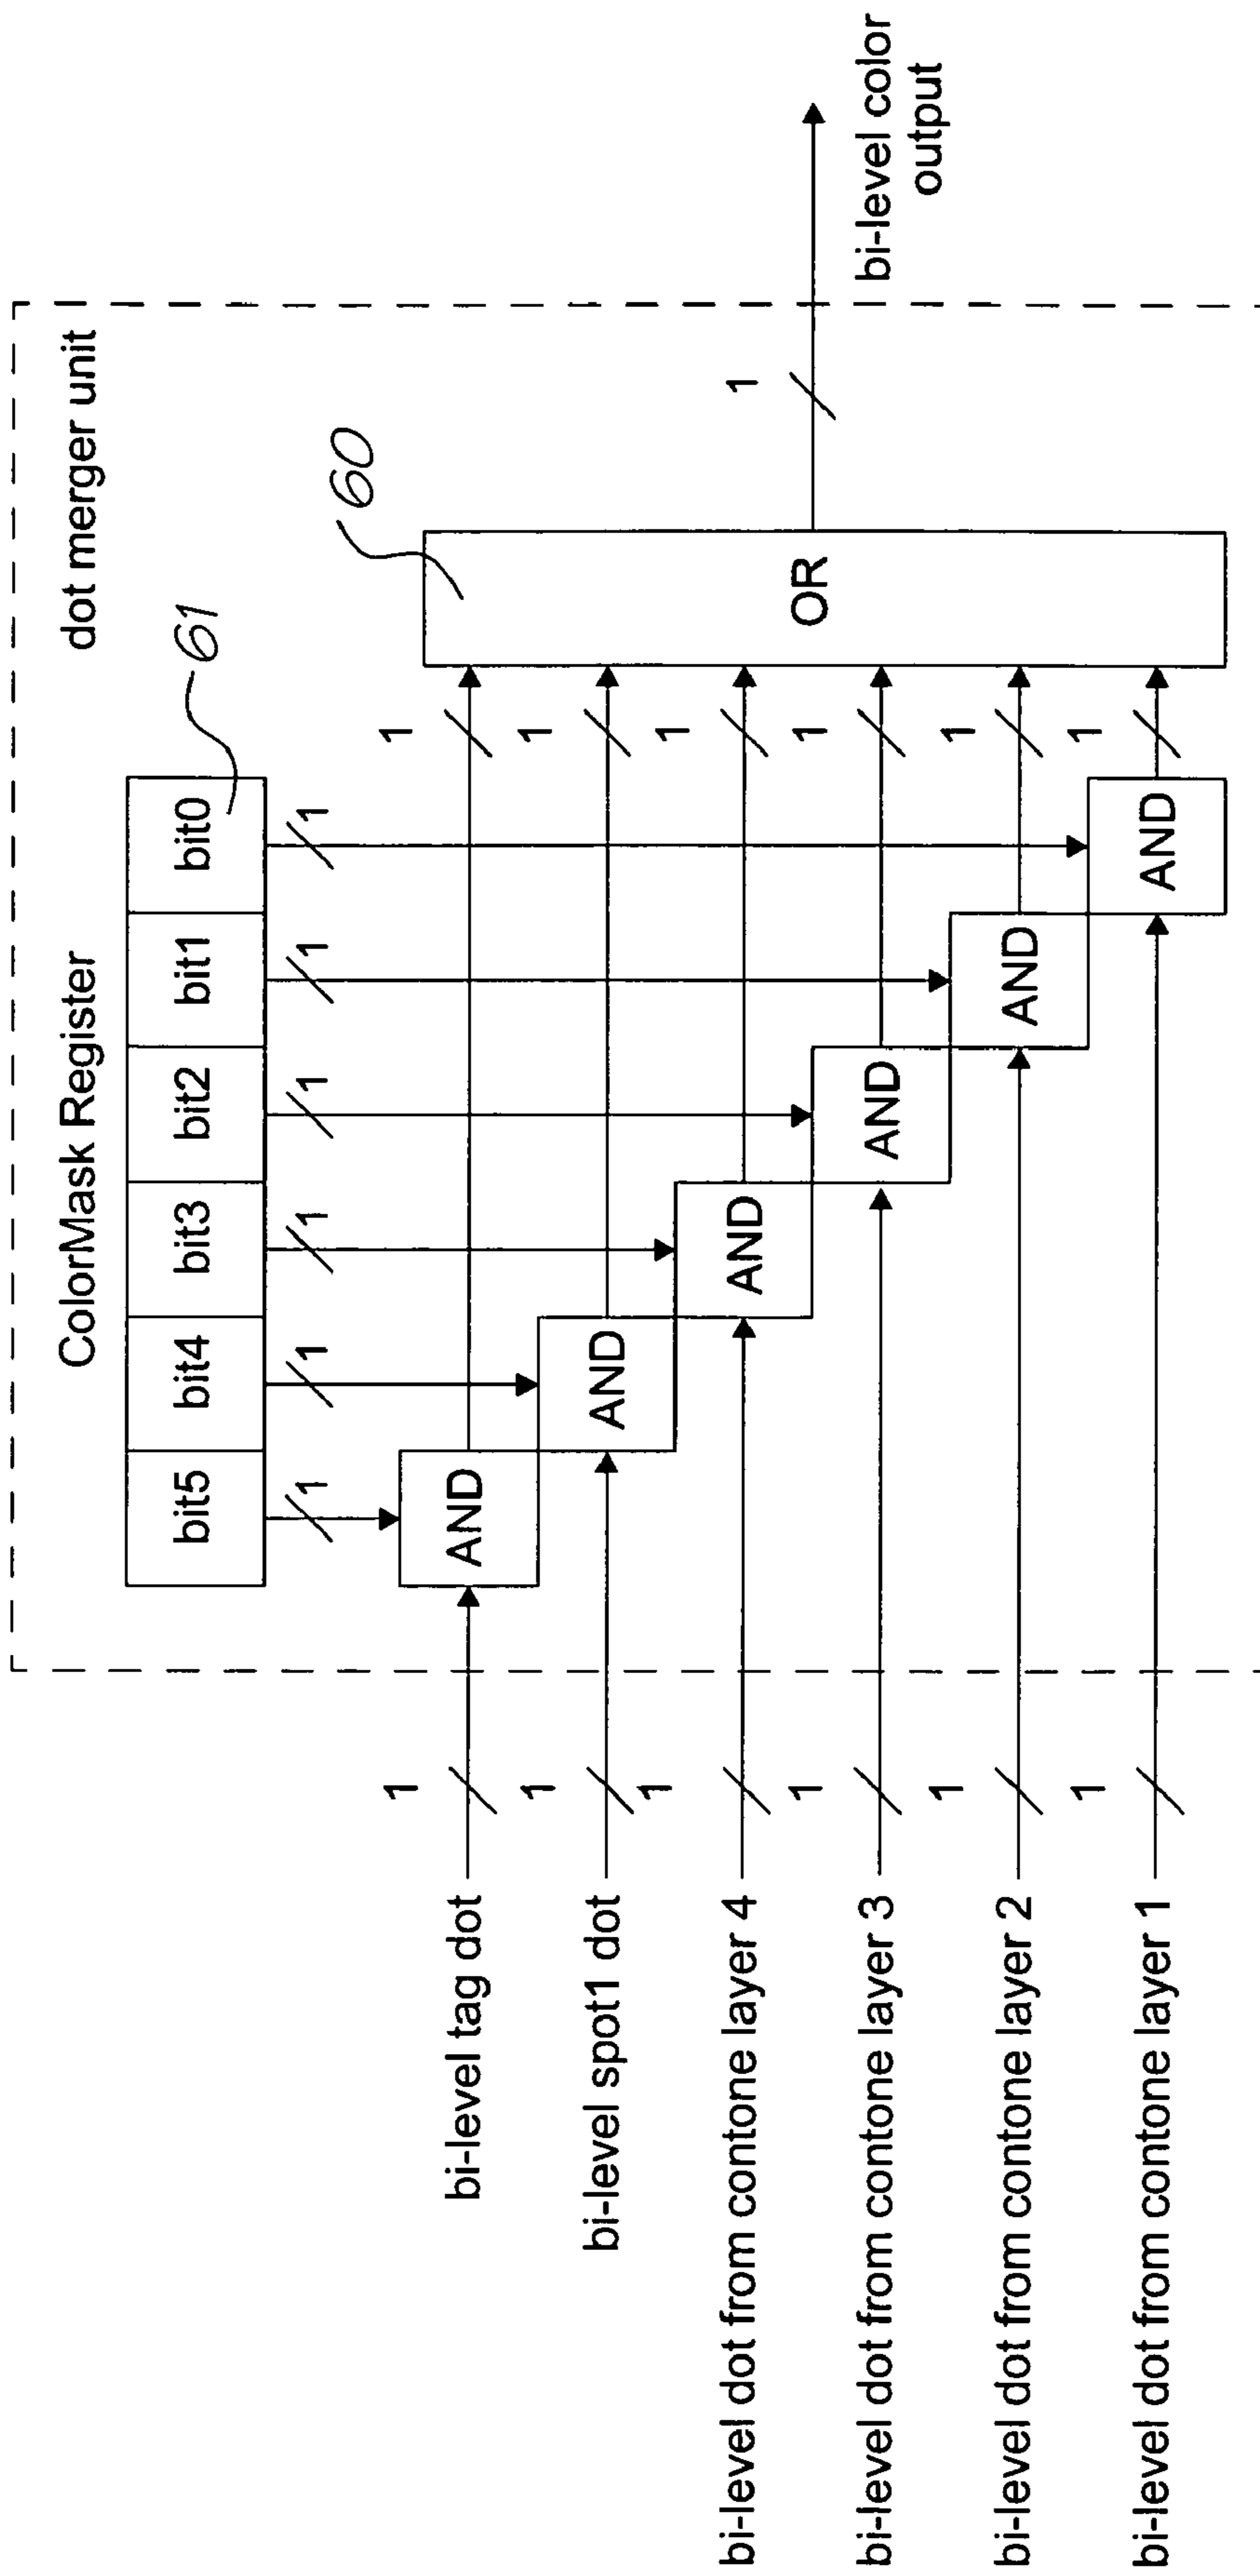 dot merger unit
ColorMask Register
bit5 bit4 bit3 bit2 bit1 bit0
61
1 1 1 1 1 1
60
bi-level tag dot 1 AND 1
bi-level spot1 dot 1 AND 1
bi-level dot from contone layer 4 1 AND 1
bi-level dot from contone layer 3 1 AND 1
bi-level dot from contone layer 2 1 AND 1
bi-level dot from contone layer 1 1 AND 1
OR
1
bi-level color
output